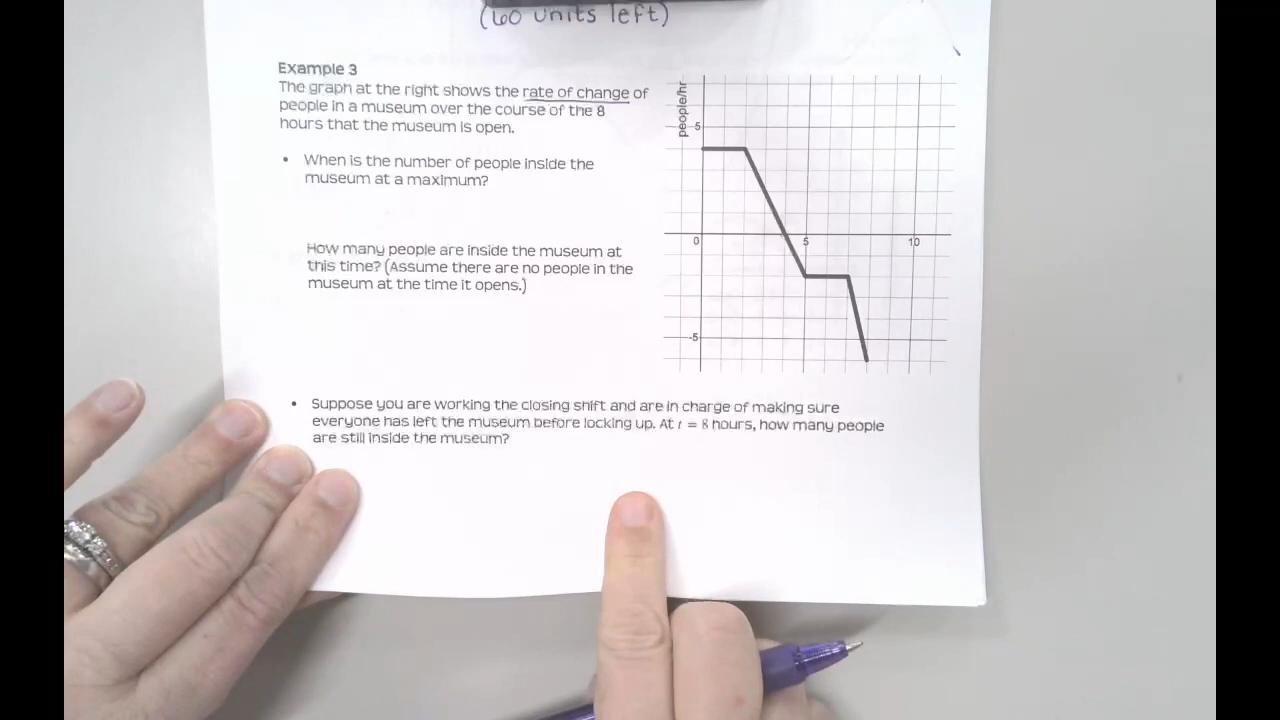 (60 units left)
Example 3
The graph at the right shows the rate of change of
people in a museum over the course of the 8
hours that the museum is open.
• When is the number of people inside the
museum at a maximum?
How many people are inside the museum at
this time? (Assume there are no people in the
museum at the time it opens.)
people/hr
5
0
5
10
-5
• Suppose you are working the closing shift and are in charge of making sure
everyone has left the museum before locking up. At t = 8 hours, how many people
are still inside the museum?